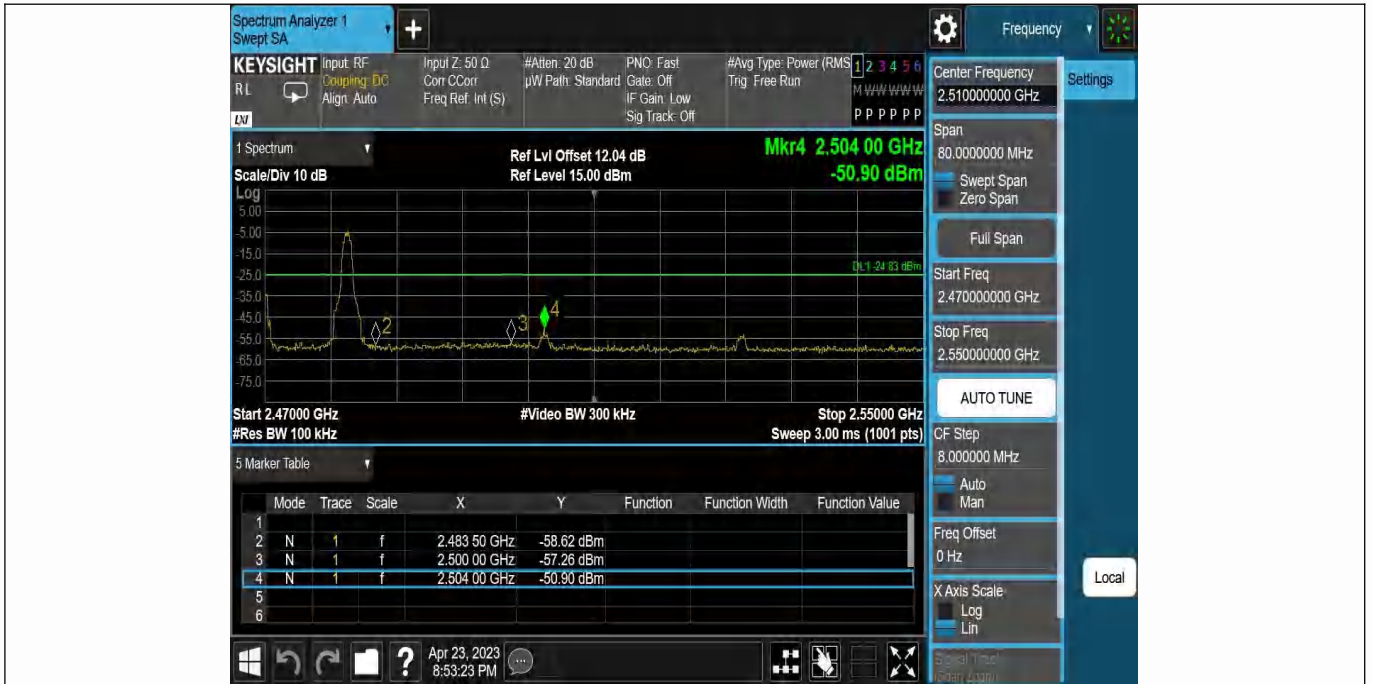 Spectrum Analyzer 1
Swept SA
+
Frequency
KEYSIGHT
RL
LXI
Input: RF
Coupling: DC
Align: Auto
Input Z: 50 Ω
Corr CCorr
Freq Ref: Int (S)
#Atten: 20 dB
µW Path: Standard
PNO: Fast
Gate: Off
IF Gain: Low
Sig Track: Off
#Avg Type: Power (RMS
Trig: Free Run
1 2 3 4 5 6
M W W W W W
P P P P P P
1 Spectrum
Scale/Div 10 dB
Ref Lvl Offset 12.04 dB
Ref Level 15.00 dBm
Mkr4 2.504 00 GHz
-50.90 dBm
Log
5.00
-5.00
-15.0
-25.0
-35.0
-45.0
-55.0
-65.0
-75.0
DL1 -24.83 dBm
2
3
4
Start 2.47000 GHz
#Res BW 100 kHz
#Video BW 300 kHz
Stop 2.55000 GHz
Sweep 3.00 ms (1001 pts)
5 Marker Table
Mode Trace Scale X Y Function Function Width Function Value
1
2 N 1 f 2.483 50 GHz -58.62 dBm
3 N 1 f 2.500 00 GHz -57.26 dBm
4 N 1 f 2.504 00 GHz -50.90 dBm
5
6
?
Apr 23, 2023
8:53:23 PM
Center Frequency
2.510000000 GHz
Settings
Span
80.0000000 MHz
Swept Span
Zero Span
Full Span
Start Freq
2.470000000 GHz
Stop Freq
2.550000000 GHz
AUTO TUNE
CF Step
8.000000 MHz
Auto
Man
Freq Offset
0 Hz
X Axis Scale
Log
Lin
Local
Signal Track
(Span Zoom)